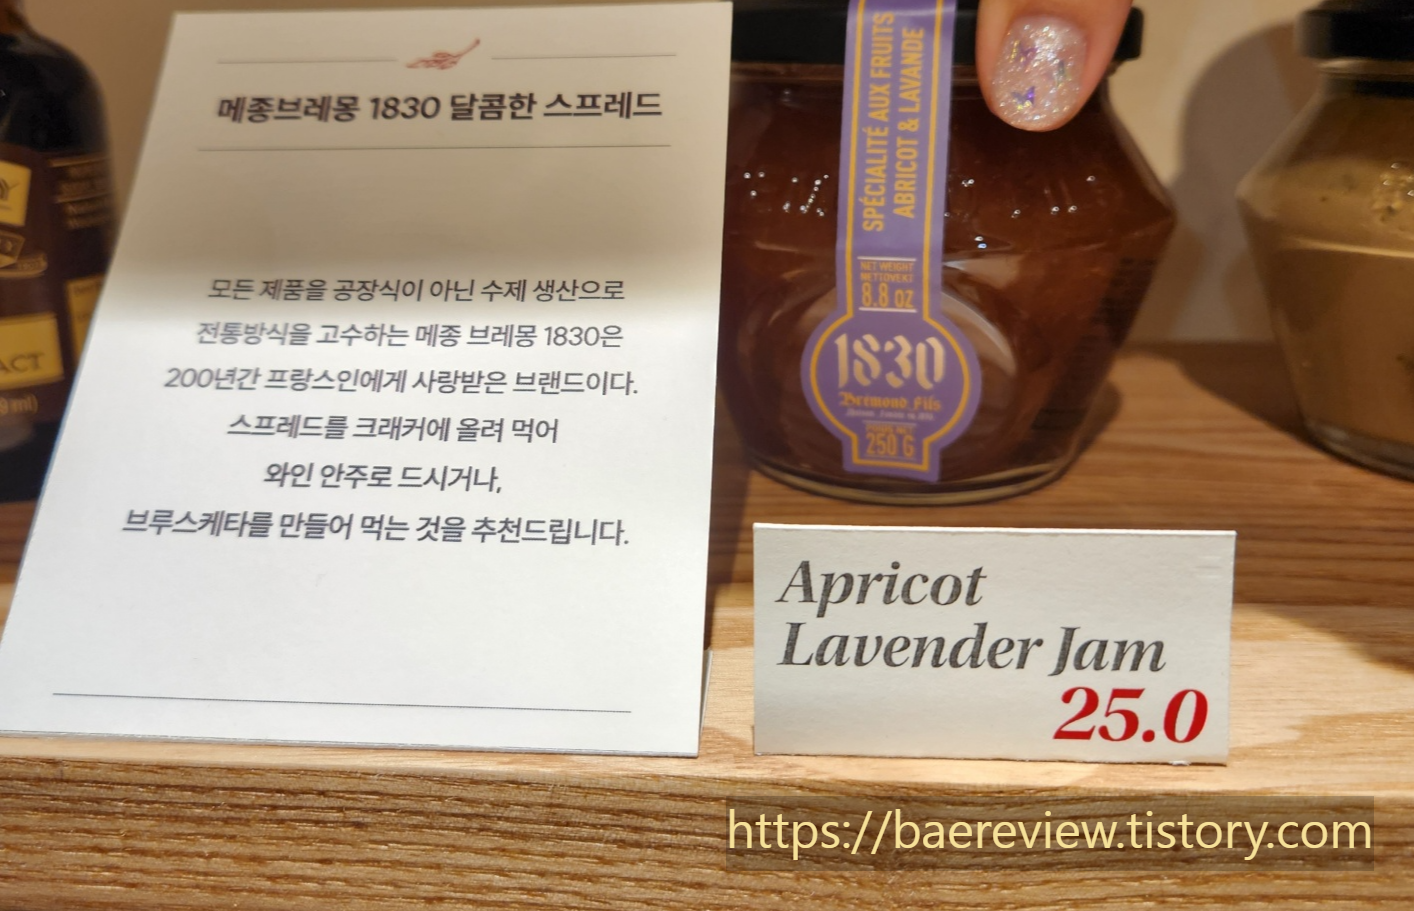 메종브레몽 1830 달콤한 스프레드
모든 제품을 공장식이 아닌 수제 생산으로
전통방식을 고수하는 메종 브레몽 1830은
200년간 프랑스인에게 사랑받은 브랜드이다.
스프레드를 크래커에 올려 먹어
와인 안주로 드시거나,
브루스케타를 만들어 먹는 것을 추천드립니다.
SPÉCIALITÉ AUX FRUITS
ABRICOT & LAVANDE
NET WEIGHT
8.8 OZ
1830
Bremond Fils
250 G
Apricot
Lavender Jam
25.0
https://baereview.tistory.com